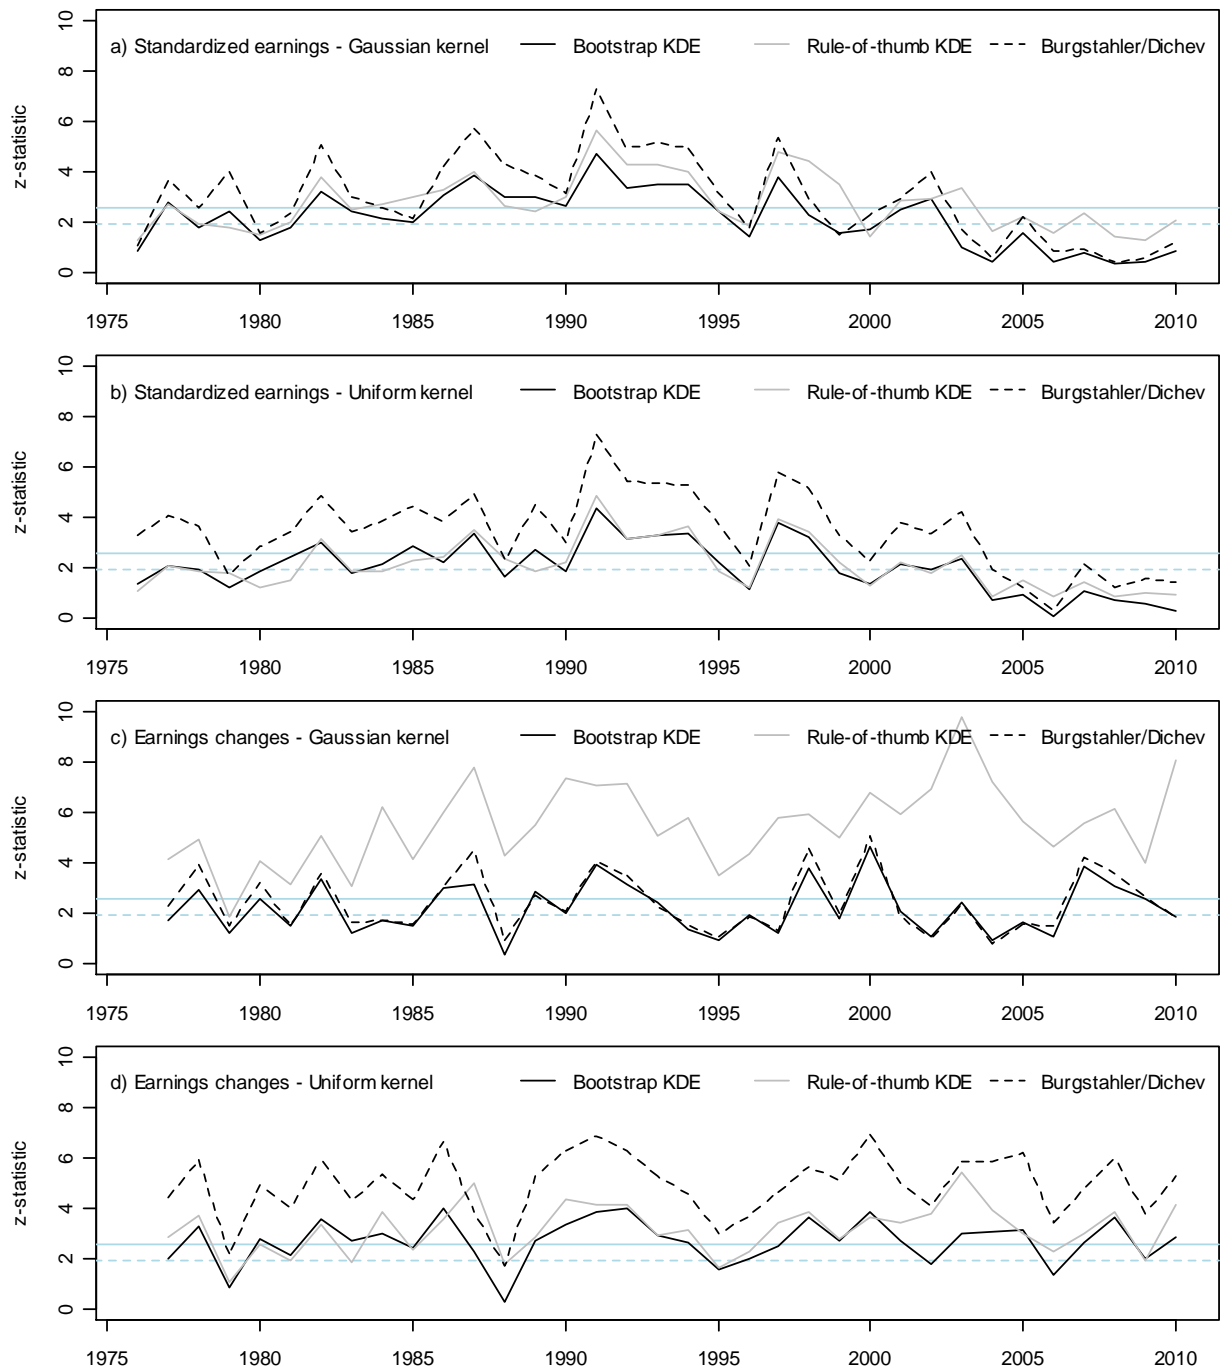 10
a) Standardized earnings - Gaussian kernel Bootstrap KDE Rule-of-thumb KDE Burgstahler/Dichev
8
6
z-statistic
4
2
0
1975 1980 1985 1990 1995 2000 2005 2010
10
b) Standardized earnings - Uniform kernel Bootstrap KDE Rule-of-thumb KDE Burgstahler/Dichev
8
6
z-statistic
4
2
0
1975 1980 1985 1990 1995 2000 2005 2010
10
c) Earnings changes - Gaussian kernel Bootstrap KDE Rule-of-thumb KDE Burgstahler/Dichev
8
6
z-statistic
4
2
0
1975 1980 1985 1990 1995 2000 2005 2010
10
d) Earnings changes - Uniform kernel Bootstrap KDE Rule-of-thumb KDE Burgstahler/Dichev
8
6
z-statistic
4
2
0
1975 1980 1985 1990 1995 2000 2005 2010